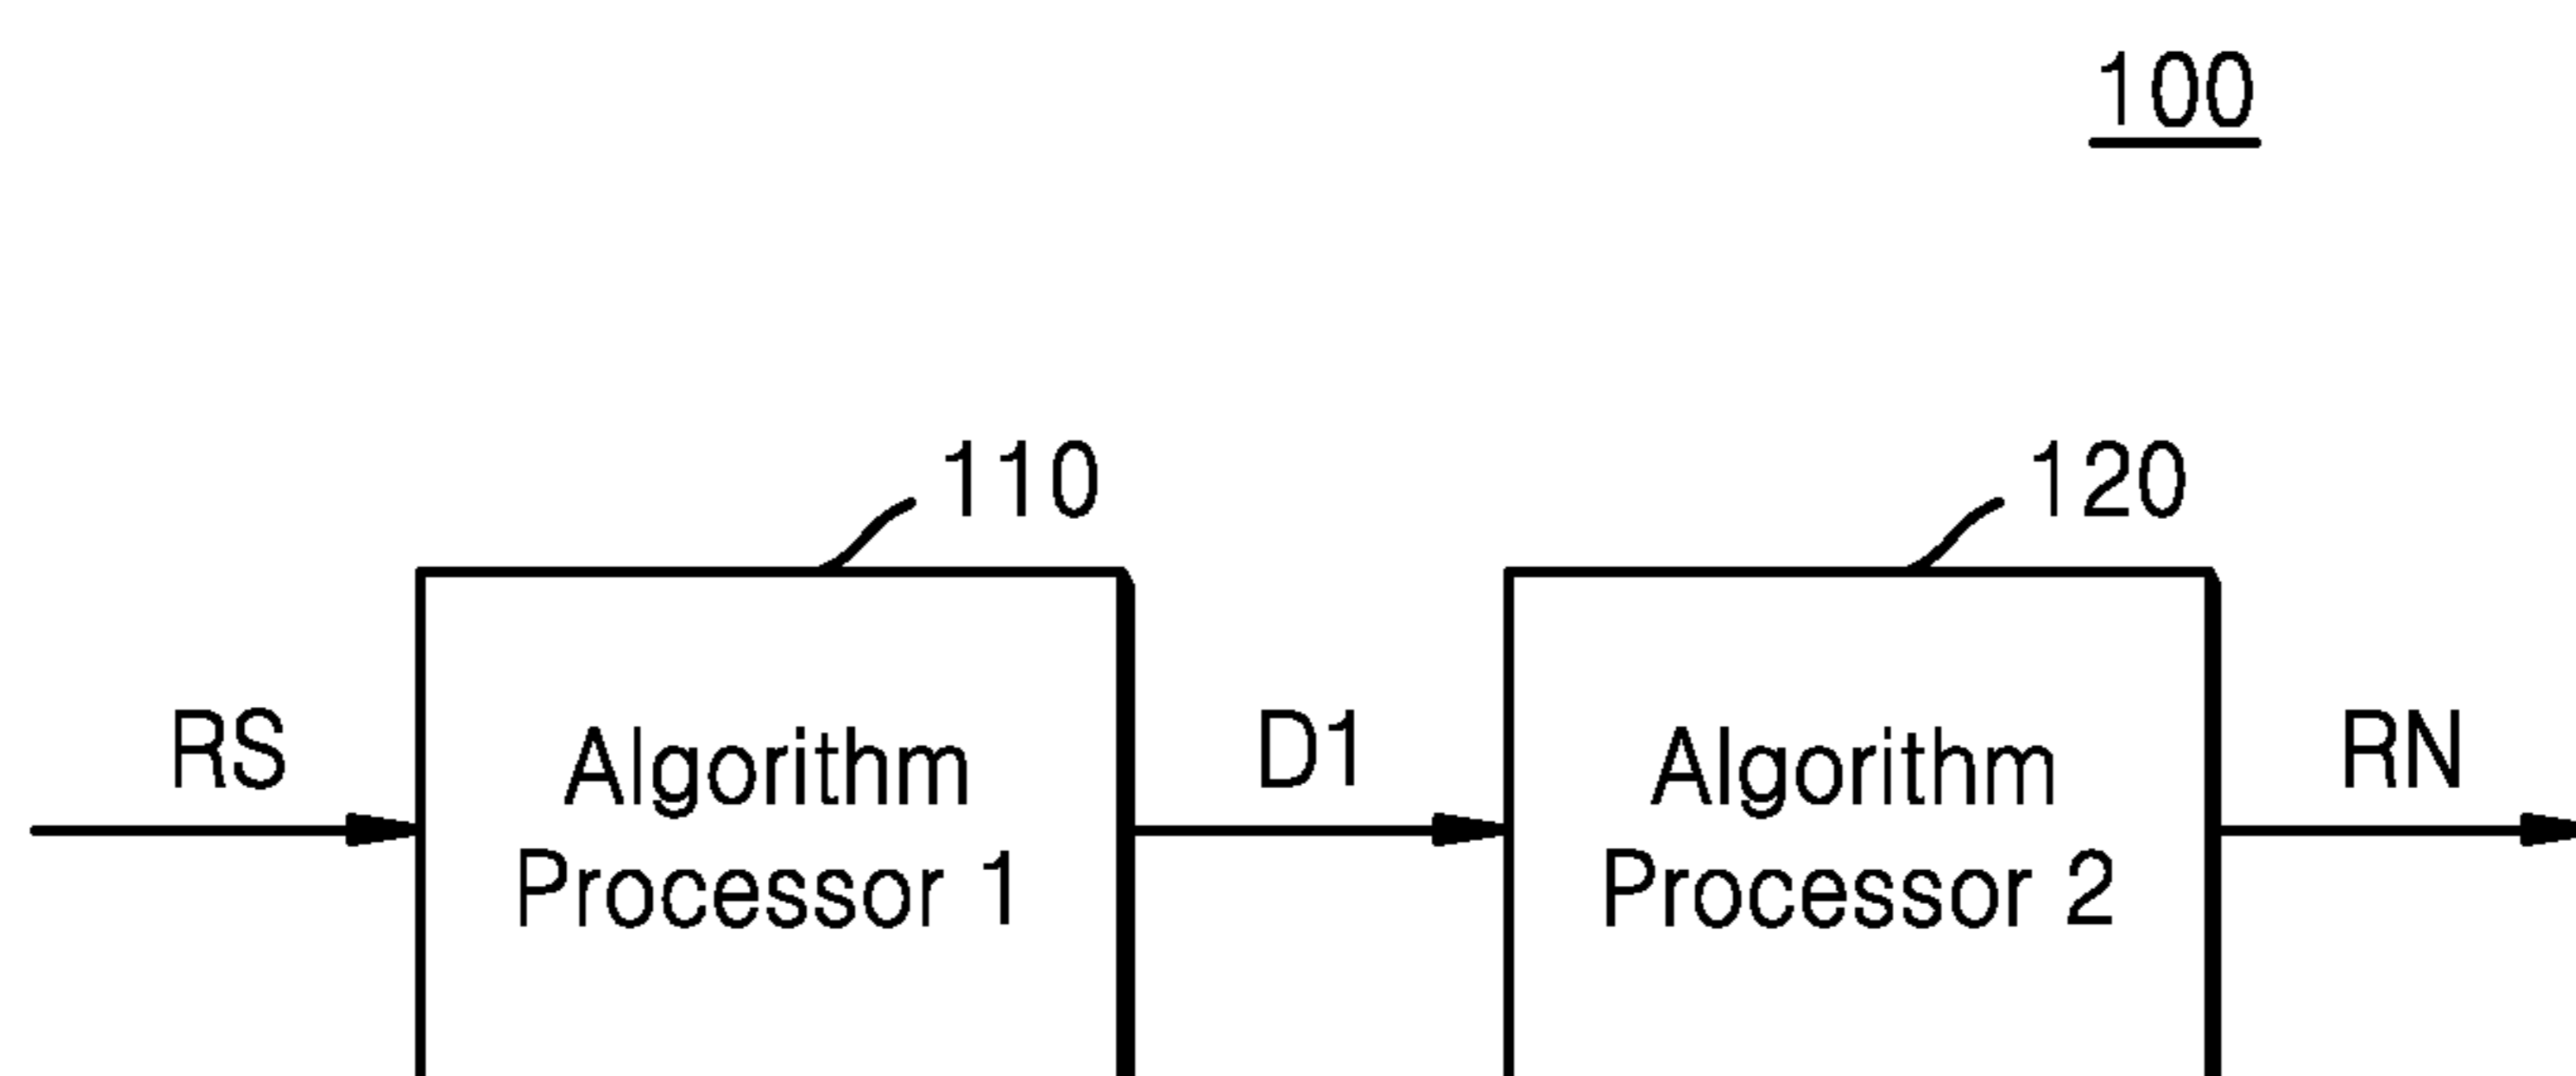 100
110
120
RS
Algorithm
Processor 1
D1
Algorithm
Processor 2
RN